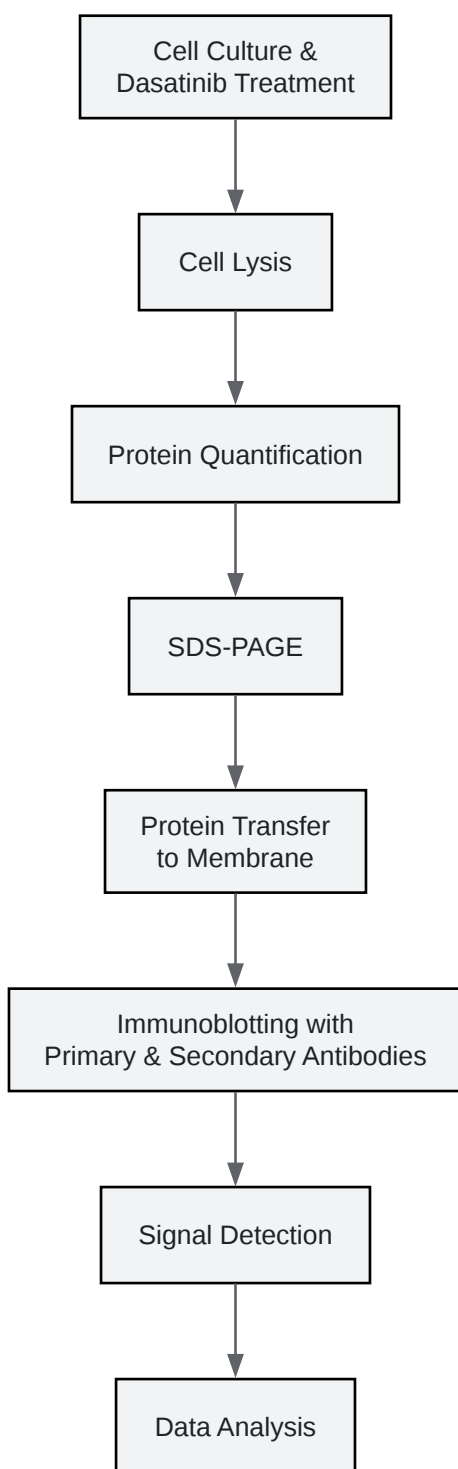 Cell Culture &
Dasatinib Treatment
Cell Lysis
Protein Quantification
SDS-PAGE
Protein Transfer
to Membrane
Immunoblotting with
Primary & Secondary Antibodies
Signal Detection
Data Analysis